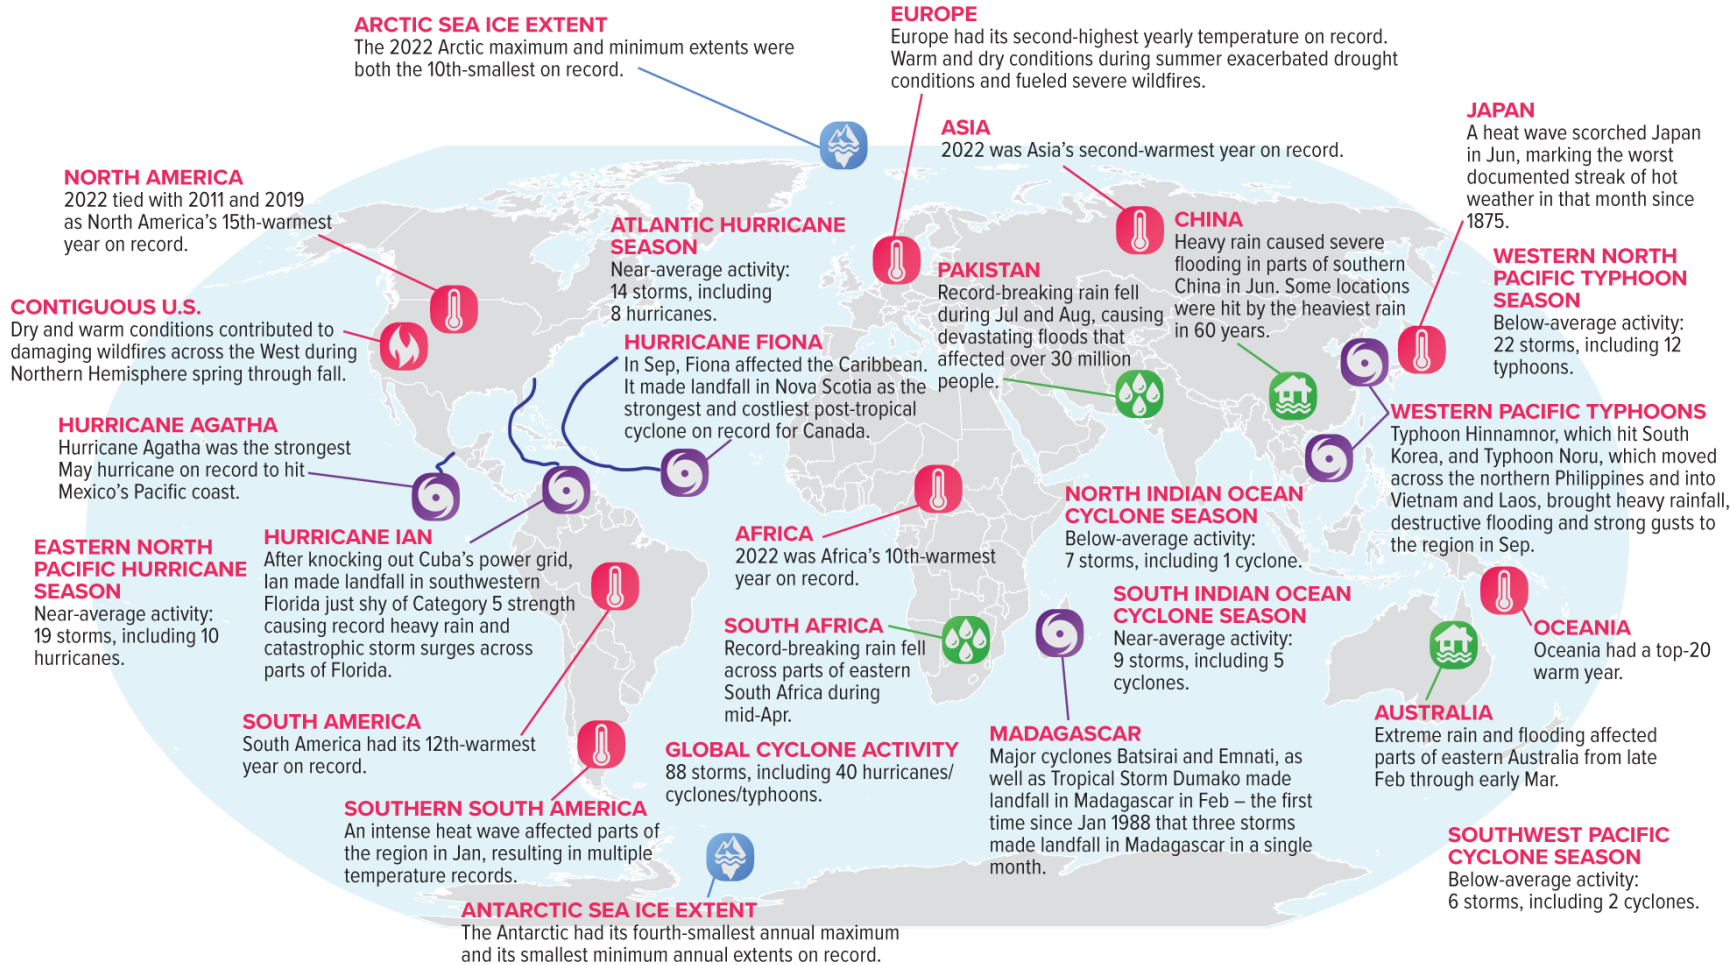 ARCTIC SEA ICE EXTENT
The 2022 Arctic maximum and minimum extents were
both the 10th-smallest on record.
EUROPE
Europe had its second-highest yearly temperature on record.
Warm and dry conditions during summer exacerbated drought
conditions and fueled severe wildfires.
ASIA
2022 was Asia's second-warmest year on record.
JAPAN
A heat wave scorched Japan
in Jun, marking the worst
documented streak of hot
weather in that month since
1875.
NORTH AMERICA
2022 tied with 2011 and 2019
as North America's 15th-warmest
year on record.
ATLANTIC HURRICANE
SEASON
Near-average activity:
14 storms, including
8 hurricanes.
CHINA
Heavy rain caused severe
flooding in parts of southern
China in Jun. Some locations
were hit by the heaviest rain
in 60 years.
PAKISTAN
Record-breaking rain fell
during Jul and Aug, causing
devastating floods that
affected over 30 million
people.
WESTERN NORTH
PACIFIC TYPHOON
SEASON
Below-average activity:
22 storms, including 12
typhoons.
CONTIGUOUS U.S.
Dry and warm conditions contributed to
damaging wildfires across the West during
Northern Hemisphere spring through fall.
HURRICANE FIONA
In Sep, Fiona affected the Caribbean.
It made landfall in Nova Scotia as the
strongest and costliest post-tropical
cyclone on record for Canada.
HURRICANE AGATHA
Hurricane Agatha was the strongest
May hurricane on record to hit
Mexico's Pacific coast.
WESTERN PACIFIC TYPHOONS
Typhoon Hinnamnor, which hit South
Korea, and Typhoon Noru, which moved
across the northern Philippines and into
Vietnam and Laos, brought heavy rainfall,
destructive flooding and strong gusts to
the region in Sep.
EASTERN NORTH
PACIFIC HURRICANE
SEASON
Near-average activity:
19 storms, including 10
hurricanes.
HURRICANE IAN
After knocking out Cuba's power grid,
Ian made landfall in southwestern
Florida just shy of Category 5 strength
causing record heavy rain and
catastrophic storm surges across
parts of Florida.
AFRICA
2022 was Africa's 10th-warmest
year on record.
NORTH INDIAN OCEAN
CYCLONE SEASON
Below-average activity:
7 storms, including 1 cyclone.
SOUTH INDIAN OCEAN
CYCLONE SEASON
Near-average activity:
9 storms, including 5
cyclones.
SOUTH AFRICA
Record-breaking rain fell
across parts of eastern
South Africa during
mid-Apr.
OCEANIA
Oceania had a top-20
warm year.
SOUTH AMERICA
South America had its 12th-warmest
year on record.
GLOBAL CYCLONE ACTIVITY
88 storms, including 40 hurricanes/
cyclones/typhoons.
MADAGASCAR
Major cyclones Batsirai and Emnati, as
well as Tropical Storm Dumako made
landfall in Madagascar in Feb – the first
time since Jan 1988 that three storms
made landfall in Madagascar in a single
month.
AUSTRALIA
Extreme rain and flooding affected
parts of eastern Australia from late
Feb through early Mar.
SOUTHERN SOUTH AMERICA
An intense heat wave affected parts of
the region in Jan, resulting in multiple
temperature records.
SOUTHWEST PACIFIC
CYCLONE SEASON
Below-average activity:
6 storms, including 2 cyclones.
ANTARCTIC SEA ICE EXTENT
The Antarctic had its fourth-smallest annual maximum
and its smallest minimum annual extents on record.